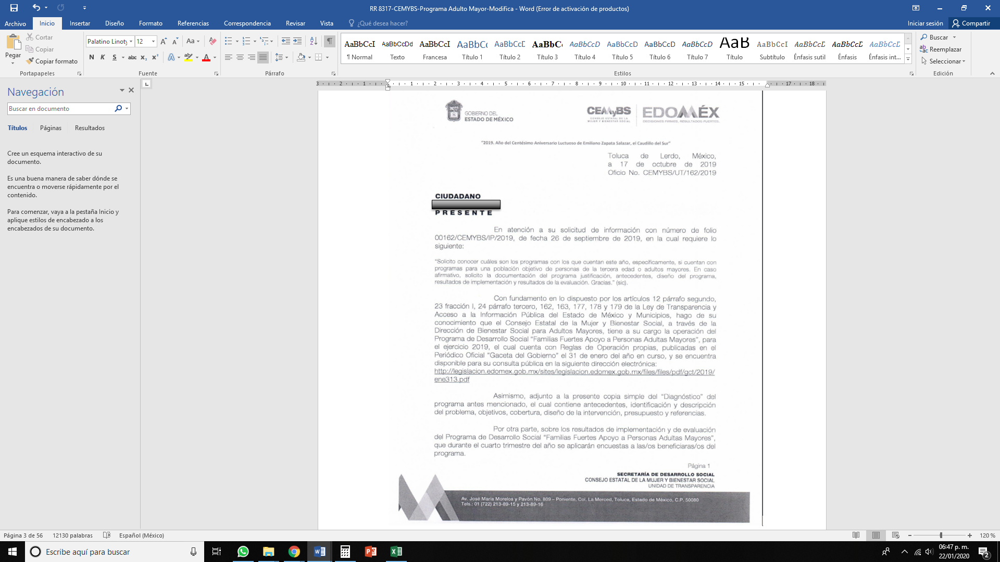 RR 8317-CEMYBS-Programa Adulto Mayor-Modifica - Word (Error de activación de productos)
Archivo Inicio Insertar Diseño Formato Referencias Correspondencia Revisar Vista ¿Qué desea hacer? Iniciar sesión Compartir
Pegar
Cortar
Copiar
Copiar formato
Portapapeles
Palatino Linoty 12
N K S abc x₂ x²
Fuente
Párrafo
AaBbCcI AaBbCcDd AaBbCcI AaBbCc AaBbCcD AaBbC AaBbCcD AaBbCcD AaBbCcD AaBbCcD AaB AaBbCcI AaBbCcD AaBbCcD AaBbCcD
¶ Normal Texto Francesa Título 1 Título 2 Título 3 Título 4 Título 5 Título 6 Título 7 Título Subtítulo Énfasis sutil Énfasis Énfasis int...
Estilos
Buscar
Reemplazar
Seleccionar
Edición
Navegación
Buscar en documento
Títulos Páginas Resultados
Cree un esquema interactivo de su
documento.
Es una buena manera de saber dónde se
encuentra o moverse rápidamente por el
contenido.
Para comenzar, vaya a la pestaña Inicio y
aplique estilos de encabezado a los
encabezados de su documento.
3 2 1 1 2 3 4 5 6 7 8 9 10 11 12 13 14 15 17 18
GOBIERNO DEL
ESTADO DE MÉXICO
CEMyBS
CONSEJO ESTATAL DE LA
MUJER Y BIENESTAR SOCIAL
EDOMÉX
DECISIONES FIRMES, RESULTADOS FUERTES.
"2019. Año del Centésimo Aniversario Luctuoso de Emiliano Zapata Salazar, el Caudillo del Sur"
Toluca de Lerdo, México,
a 17 de octubre de 2019
Oficio No. CEMYBS/UT/162/2019
CIUDADANO
P R E S E N T E
En atención a su solicitud de información con número de folio
00162/CEMYBS/IP/2019, de fecha 26 de septiembre de 2019, en la cual requiere lo
siguiente:
"Solicito conocer cuáles son los programas con los que cuentan este año, específicamente, si cuentan con
programas para una población objetivo de personas de la tercera edad o adultos mayores. En caso
afirmativo, solicito la documentación del programa justificación, antecedentes, diseño del programa,
resultados de implementación y resultados de la evaluación. Gracias." (sic).
Con fundamento en lo dispuesto por los artículos 12 párrafo segundo,
23 fracción I, 24 párrafo tercero, 162, 163, 177, 178 y 179 de la Ley de Transparencia y
Acceso a la Información Pública del Estado de México y Municipios, hago de su
conocimiento que el Consejo Estatal de la Mujer y Bienestar Social, a través de la
Dirección de Bienestar Social para Adultos Mayores, tiene a su cargo la operación del
Programa de Desarrollo Social "Familias Fuertes Apoyo a Personas Adultas Mayores", para
el ejercicio 2019, el cual cuenta con Reglas de Operación propias, publicadas en el
Periódico Oficial "Gaceta del Gobierno" el 31 de enero del año en curso, y se encuentra
disponible para su consulta pública en la siguiente dirección electrónica:
http://legislacion.edomex.gob.mx/sites/legislacion.edomex.gob.mx/files/files/pdf/gct/2019/
ene313.pdf
Asimismo, adjunto a la presente copia simple del "Diagnóstico" del
programa antes mencionado, el cual contiene antecedentes, identificación y descripción
del problema, objetivos, cobertura, diseño de la intervención, presupuesto y referencias.
Por otra parte, sobre los resultados de implementación y de evaluación
del Programa de Desarrollo Social "Familias Fuertes Apoyo a Personas Adultas Mayores",
que durante el cuarto trimestre del año se aplicarán encuestas a las/os beneficiaras/os del
programa.
Página 1
SECRETARÍA DE DESARROLLO SOCIAL
CONSEJO ESTATAL DE LA MUJER Y BIENESTAR SOCIAL
UNIDAD DE TRANSPARENCIA
Av. José María Morelos y Pavón No. 809 – Poniente, Col. La Merced, Toluca, Estado de México, C.P. 50080
Tels.: 01 (722) 213-89-15 y 213-89-16
Página 3 de 56 12130 palabras Español (México) 120 %
Escribe aquí para buscar
06:47 p. m.
22/01/2020
2